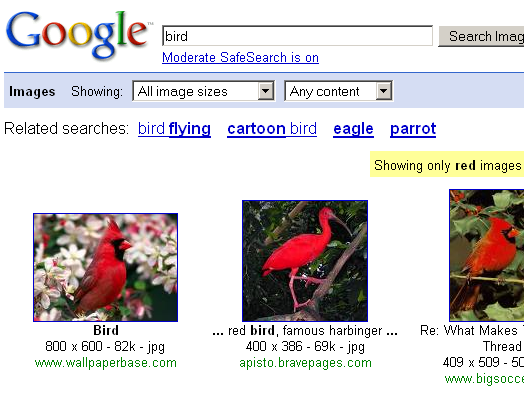 Google™
bird
Search Imag
Moderate SafeSearch is on
Images Showing: All image sizes Any content
Related searches: bird flying cartoon bird eagle parrot
Showing only red images
Bird
800 x 600 - 82k - jpg
www.wallpaperbase.com
... red bird, famous harbinger ...
400 x 386 - 69k - jpg
apisto.bravepages.com
Re: What Makes
Thread
409 x 509 - 50
www.bigsocce